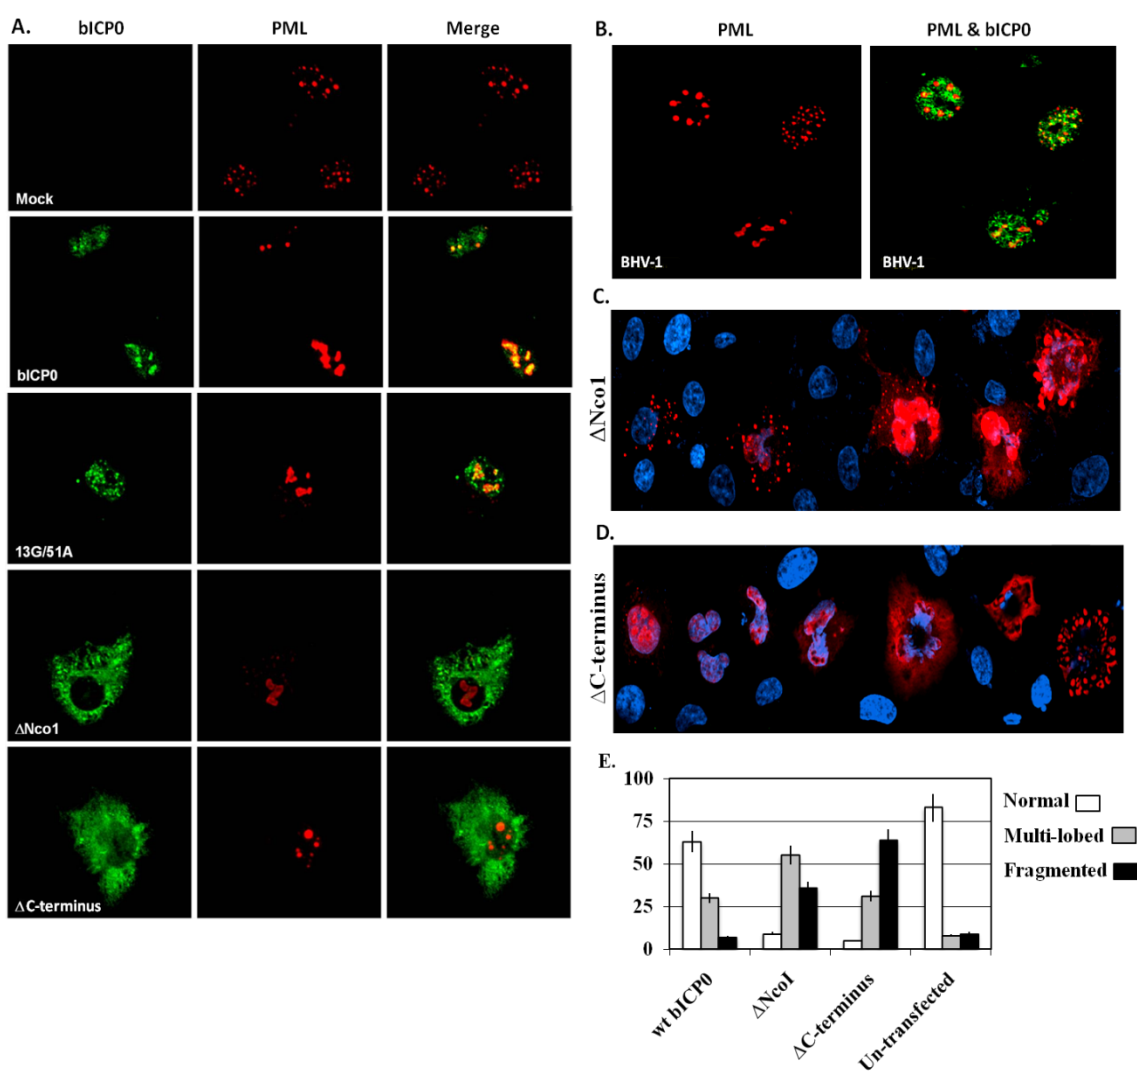 A.
bICP0 PML Merge
Mock
bICP0
13G/51A
ΔNco1
ΔC-terminus
B.
PML PML & bICP0
BHV-1 BHV-1
C.
ΔNco1
D.
ΔC-terminus
E.
100
75
50
25
0
wt bICP0 ΔNcoI ΔC-terminus Un-transfected
Normal
Multi-lobed
Fragmented